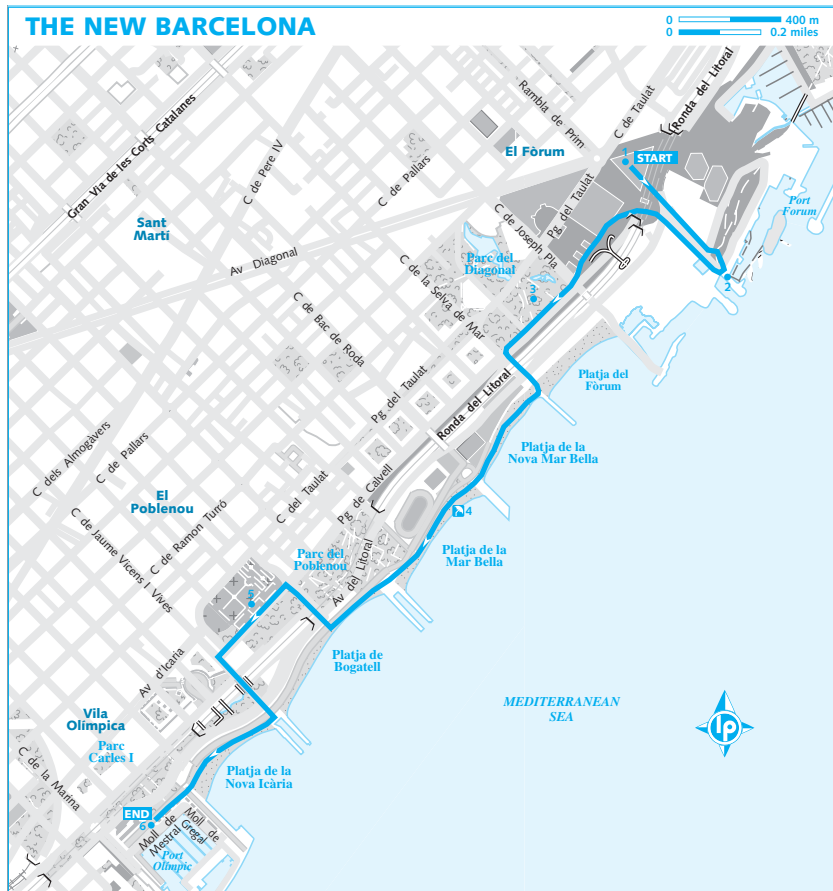 THE NEW BARCELONA
0 400 m
0 0.2 miles
Ronda del Litoral
C de Taulat
Rambla de Prim
Gran Via de les Corts Catalanes
C de Pere IV
C de Pallars
El Fòrum
1 START
Pg. del Taulat
Port
Forum
Sant
Martí
C de Joseph Pla
Av Diagonal
Parc del
Diagonal
C de la Selva de Mar
2
3
C de Bac de Roda
Pg del Taulat
Ronda del Litoral
Platja del
Fòrum
C dels Almogàvers
C de Pallars
Platja de la
Nova Mar Bella
El
Poblenou
C del Taulat
Pg de Calvell
4
C de Ramon Turró
C de Jaume Vicens I Vives
Parc del
Poblenou
Av del Litoral
Platja de la
Mar Bella
5
Platja de
Bogatell
Av d'Icaria
MEDITERRANEAN
SEA
lp
Vila
Olímpica
Parc
Carles I
C de la Marina
Platja de la
Nova Icària
END
6
Moll de
Mestral
Moll de
Gregal
Port
Olímpic